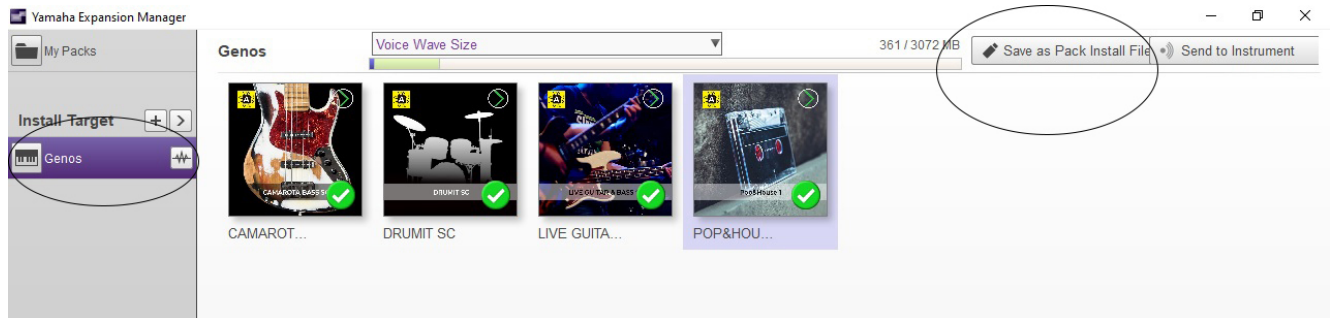 Yamaha Expansion Manager
My Packs
Genos
Voice Wave Size
361 / 3072 MB
Save as Pack Install File
Send to Instrument
Install Target
Genos
CAMAROTA BASS
DRUMIT SC
LIVE GUITAR & BASS
Pop&House 1
CAMAROT...
DRUMIT SC
LIVE GUITA...
POP&HOU...